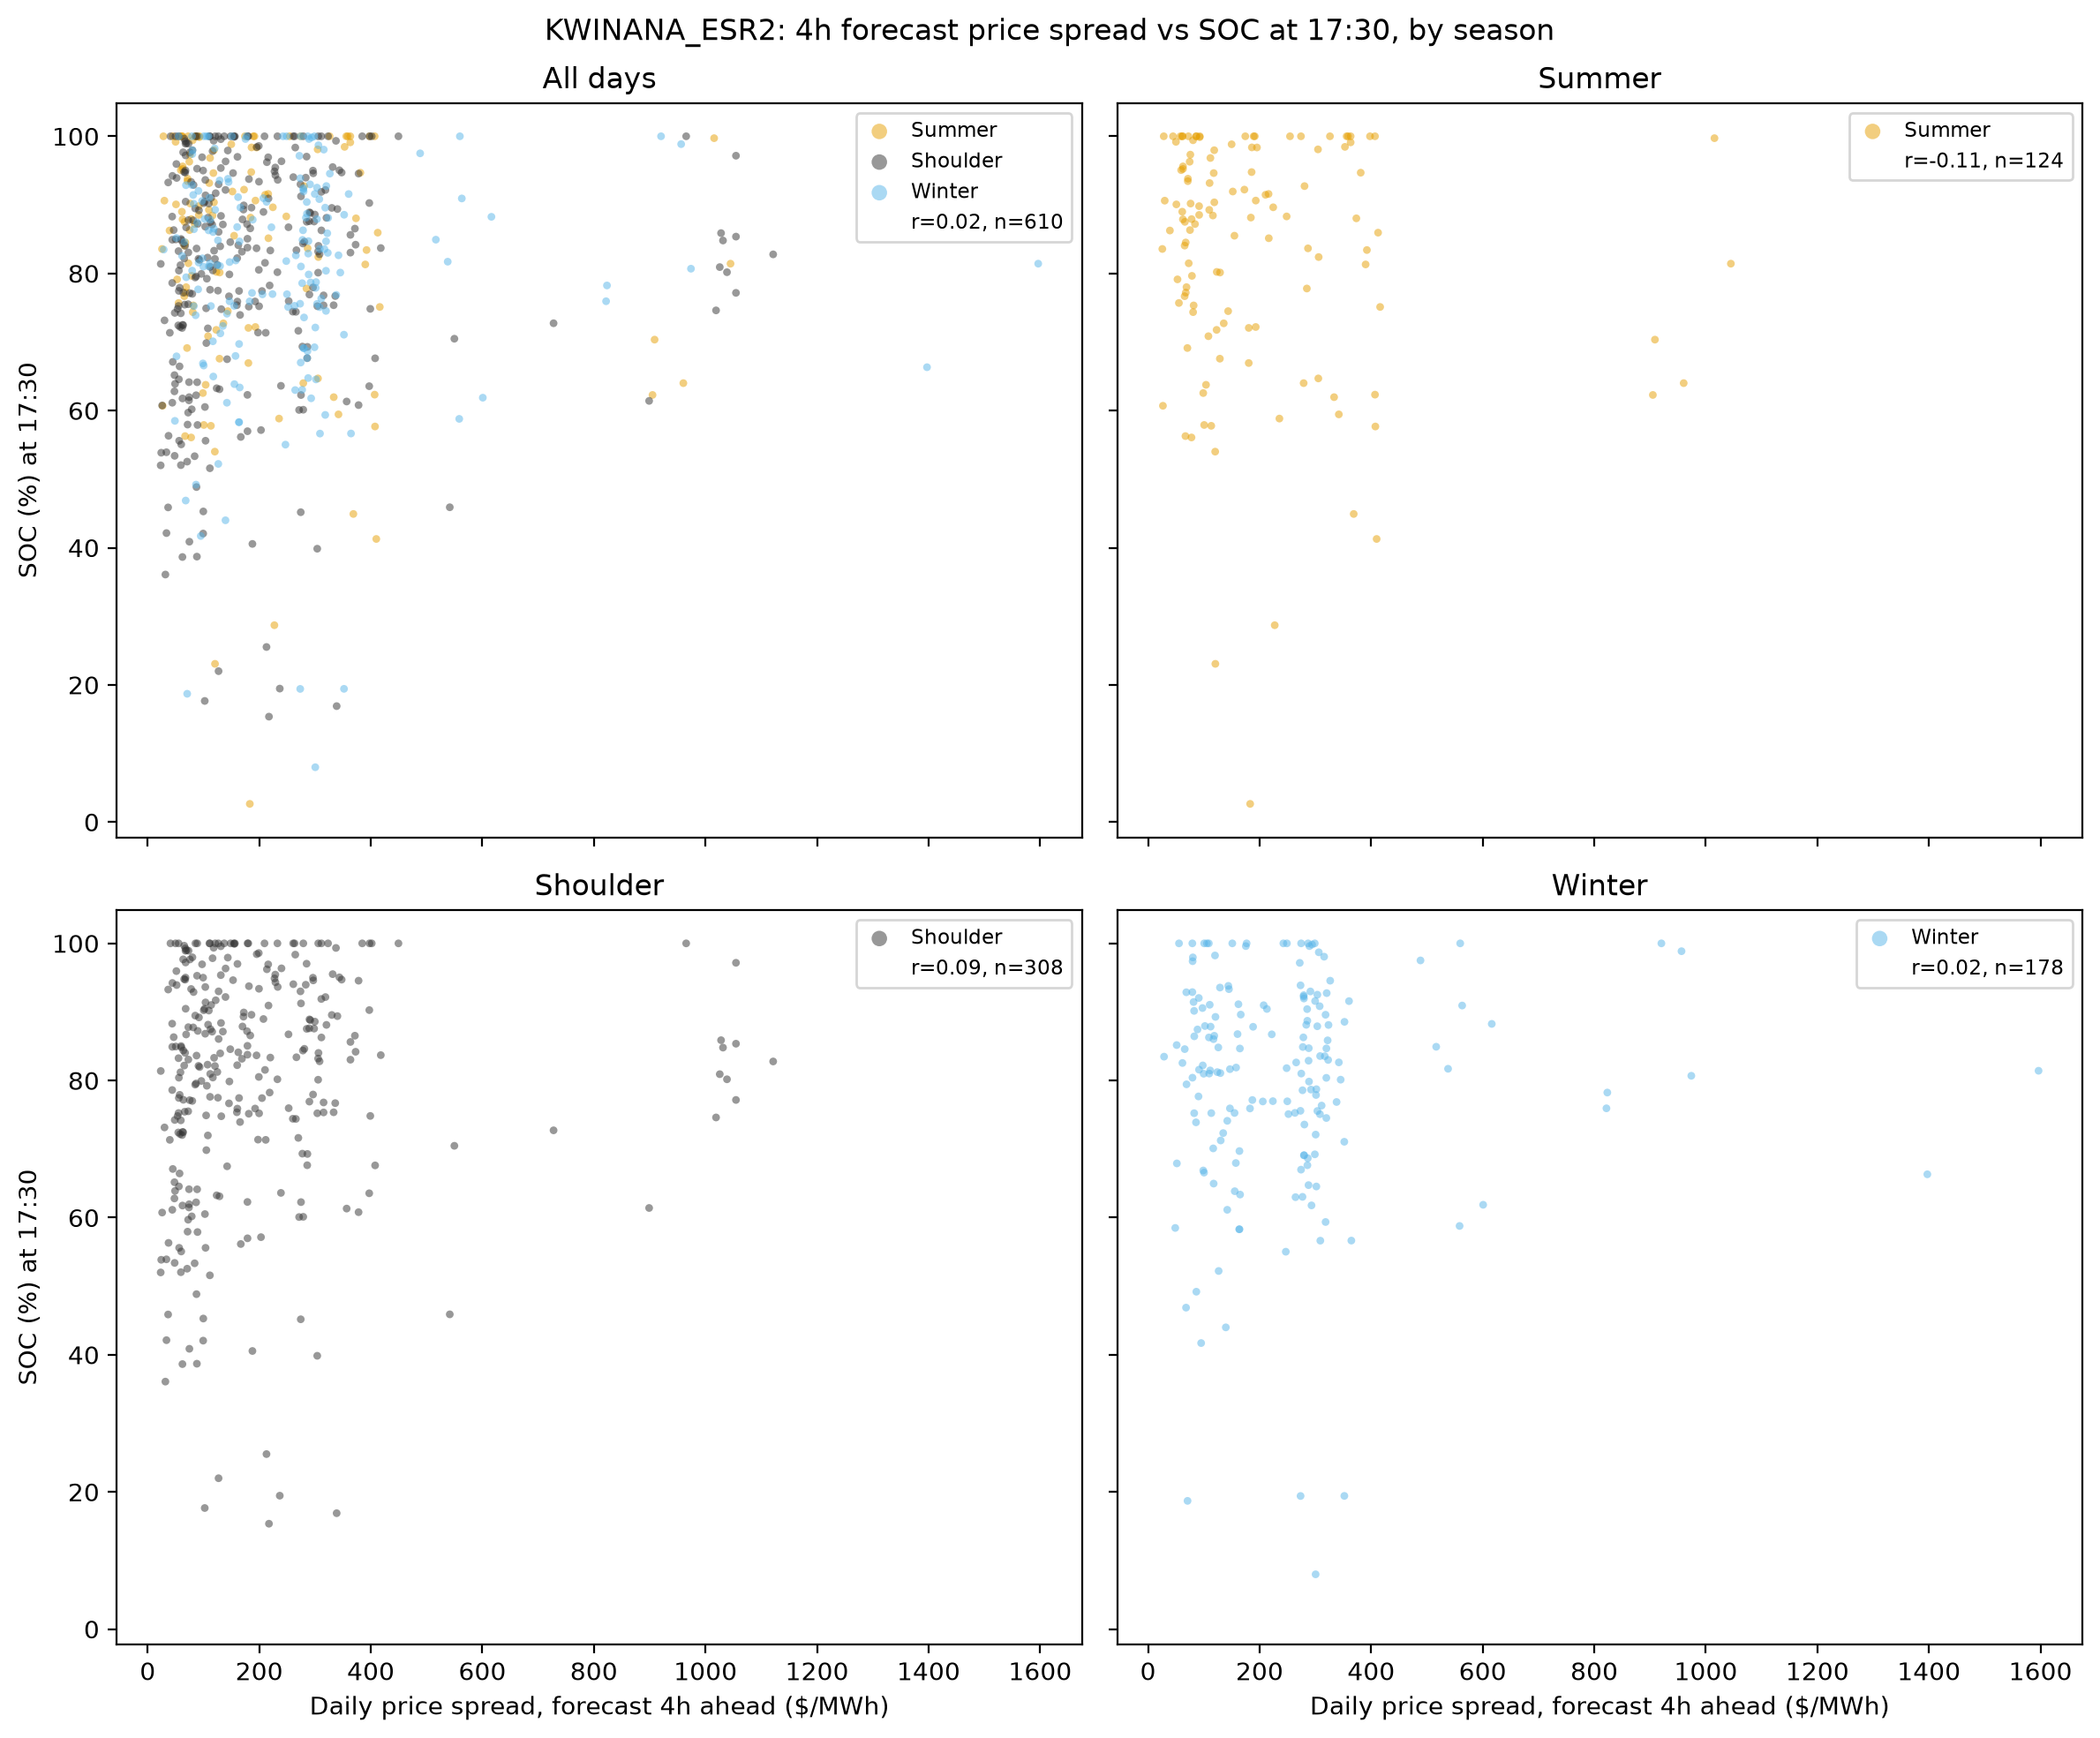 KWINANA_ESR2: 4h forecast price spread vs SOC at 17:30, by season
All days
Summer
Shoulder
Winter
r=0.02, n=610
100
80
60
40
20
0
SOC (%) at 17:30
Summer
Summer
r=-0.11, n=124
Shoulder
Shoulder
r=0.09, n=308
100
80
60
40
20
0
SOC (%) at 17:30
0 200 400 600 800 1000 1200 1400 1600
Daily price spread, forecast 4h ahead ($/MWh)
Winter
Winter
r=0.02, n=178
0 200 400 600 800 1000 1200 1400 1600
Daily price spread, forecast 4h ahead ($/MWh)